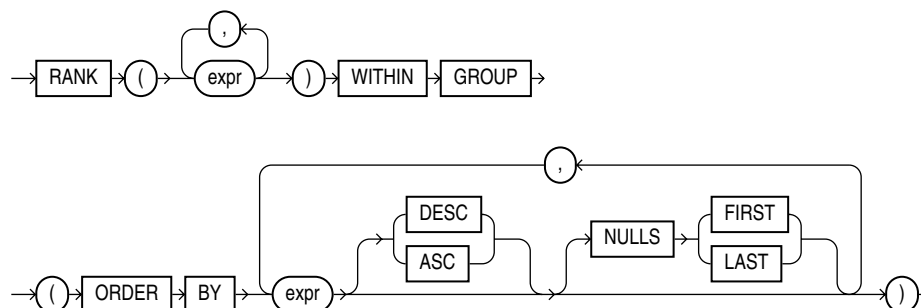 ,
RANK ( expr ) WITHIN GROUP
,
DESC FIRST
NULLS
ASC LAST
( ORDER BY expr )